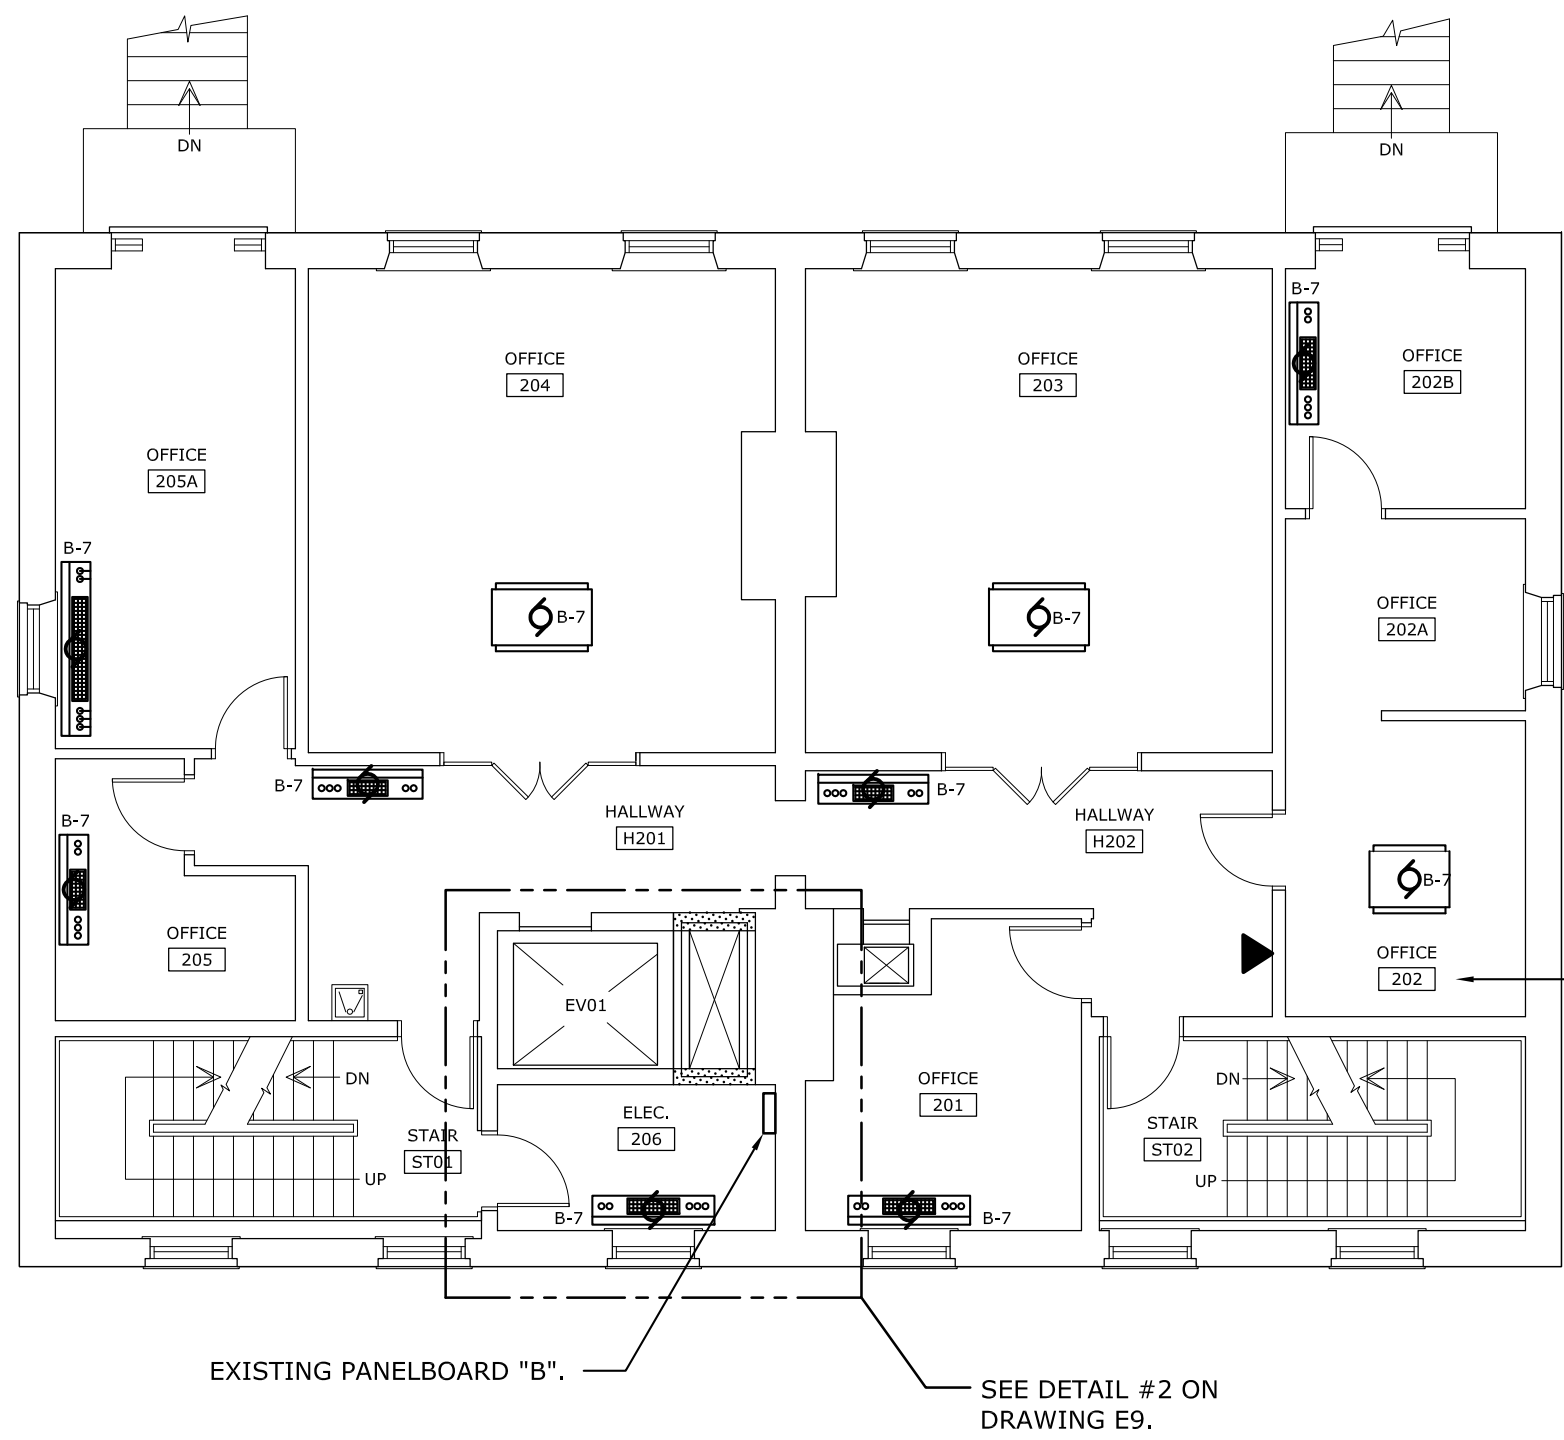 DN
DN
B-7
OFFICE
204
OFFICE
203
OFFICE
202B
OFFICE
205A
B-7
B-7
B-7
OFFICE
202A
B-7
B-7
HALLWAY
H201
HALLWAY
H202
B-7
B-7
OFFICE
205
OFFICE
202
EV01
DN
OFFICE
201
DN
ELEC.
206
STAIR
ST01
STAIR
ST02
UP
UP
B-7
B-7
EXISTING PANELBOARD "B".
SEE DETAIL #2 ON
DRAWING E9.